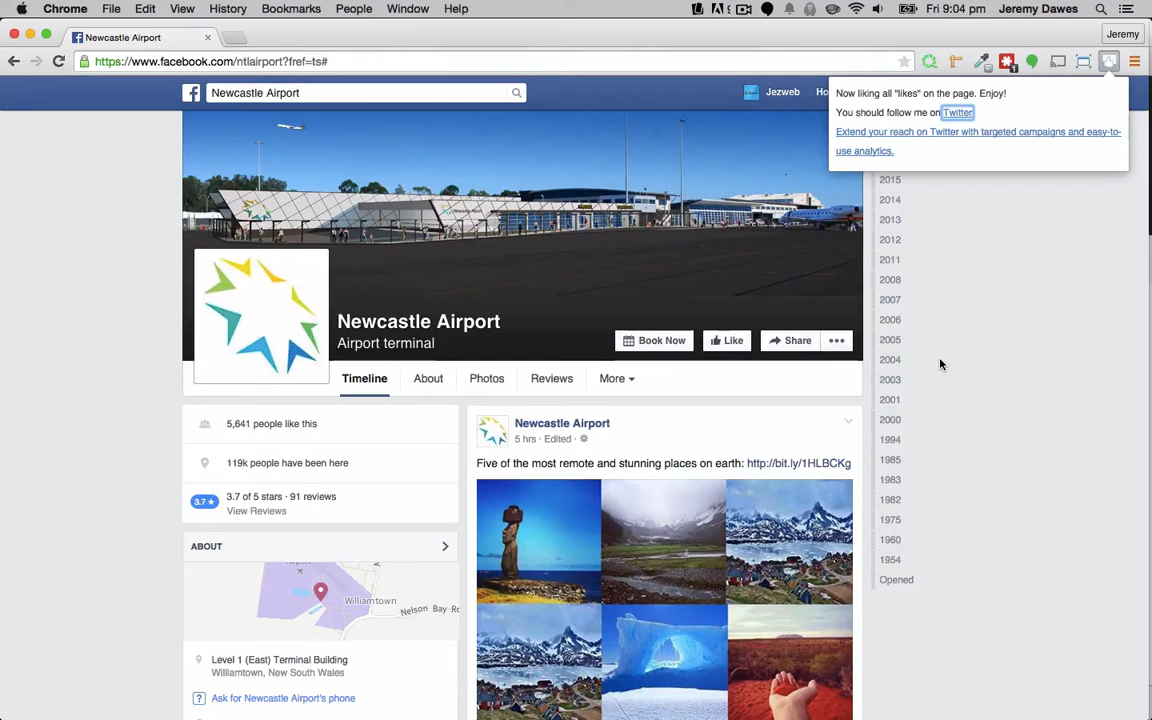 Chrome File Edit View History Bookmarks People Window Help Fri 9:04 pm Jeremy Dawes
Newcastle Airport
Jeremy
https://www.facebook.com/ntlairport?fref=ts#
1
Newcastle Airport
Jezweb Ho
Now liking all "likes" on the page. Enjoy!
You should follow me on Twitter
Extend your reach on Twitter with targeted campaigns and easy-to-
use analytics.
2015
2014
2013
2012
2011
2008
2007
2006
2005
2004
2003
2001
2000
1994
1985
1983
1982
1975
1960
1954
Opened
Newcastle Airport
Airport terminal
Book Now Like Share •••
Timeline About Photos Reviews More
5,641 people like this
119k people have been here
3.7 ★ 3.7 of 5 stars · 91 reviews
View Reviews
ABOUT
Williamtown
Nelson Bay Ro
Level 1 (East) Terminal Building
Williamtown, New South Wales
? Ask for Newcastle Airport's phone
Newcastle Airport
5 hrs · Edited ·
Five of the most remote and stunning places on earth: http://bit.ly/1HLBCKg